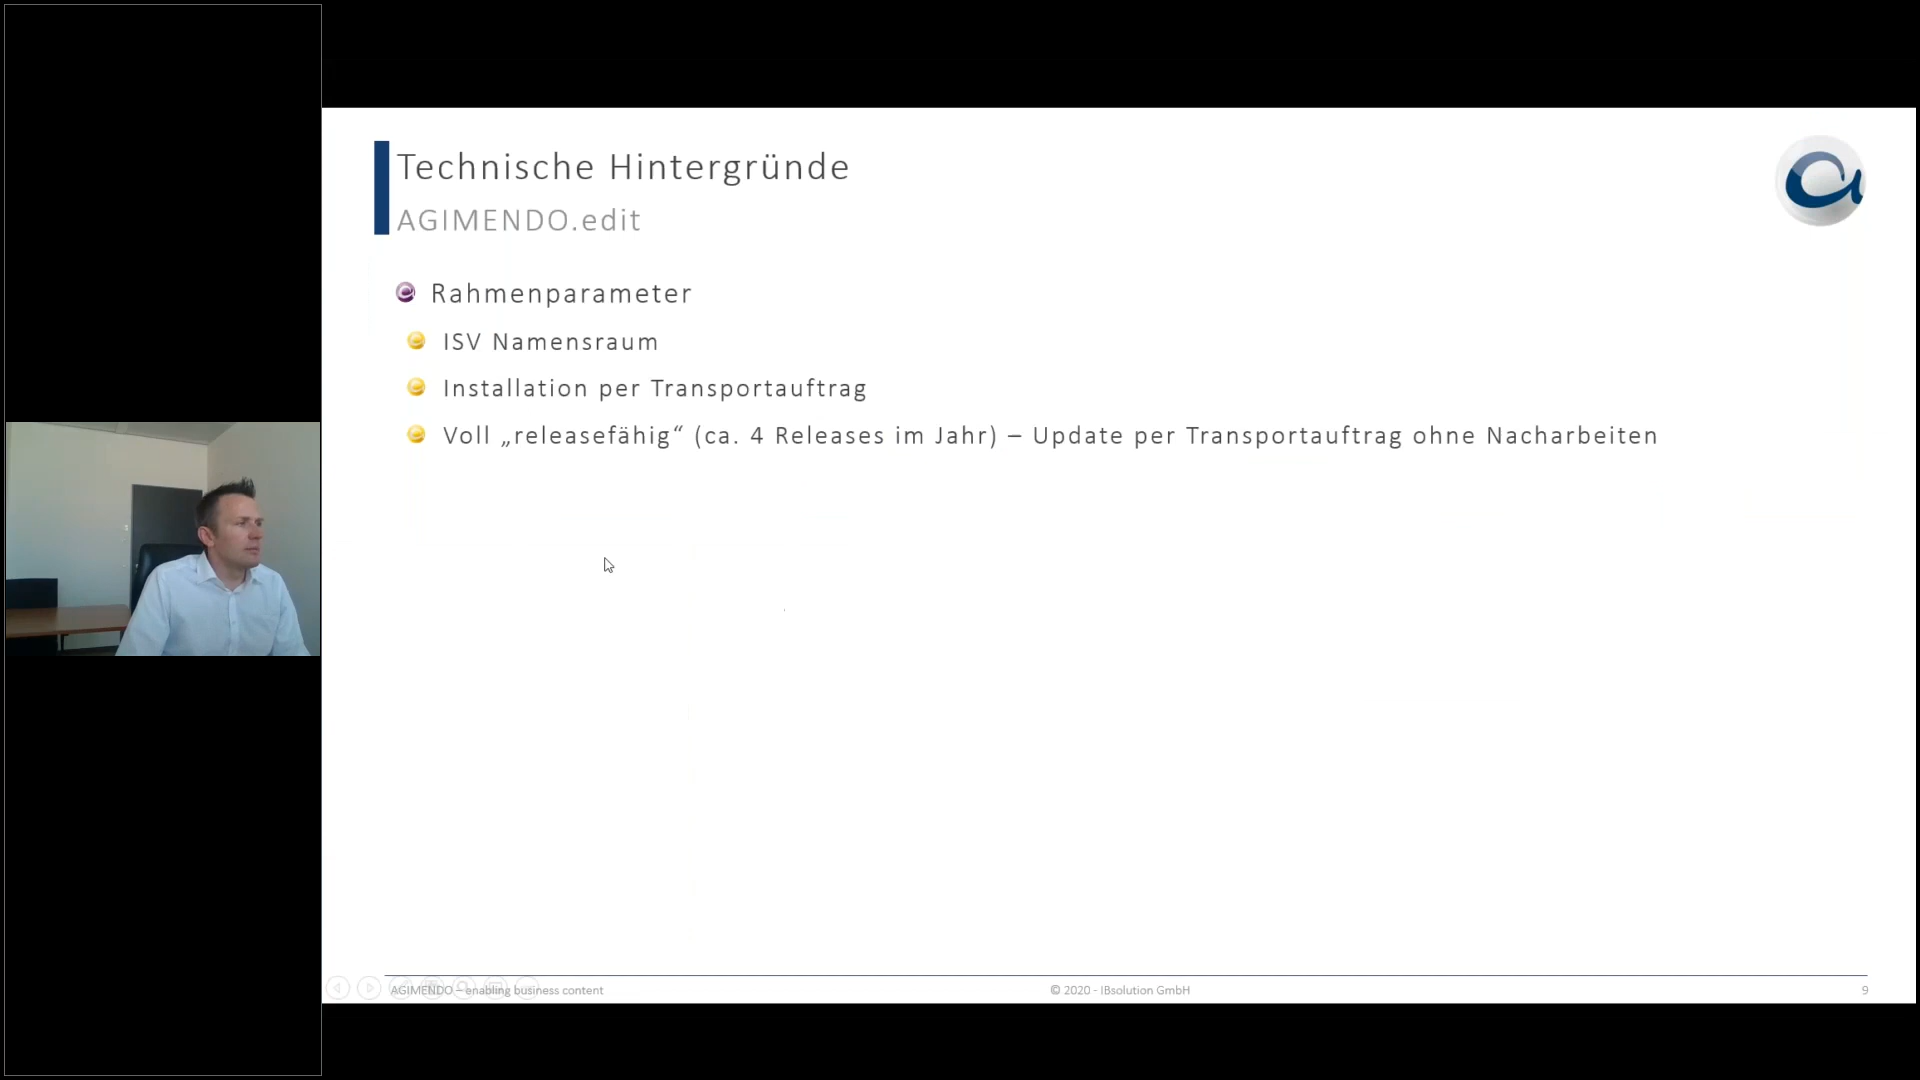 Technische Hintergründe
AGIMENDO.edit
Rahmenparameter
ISV Namensraum
Installation per Transportauftrag
Voll „releasefähig“ (ca. 4 Releases im Jahr) – Update per Transportauftrag ohne Nacharbeiten
AGIMENDO – enabling business content
© 2020 - IBsolution GmbH
9